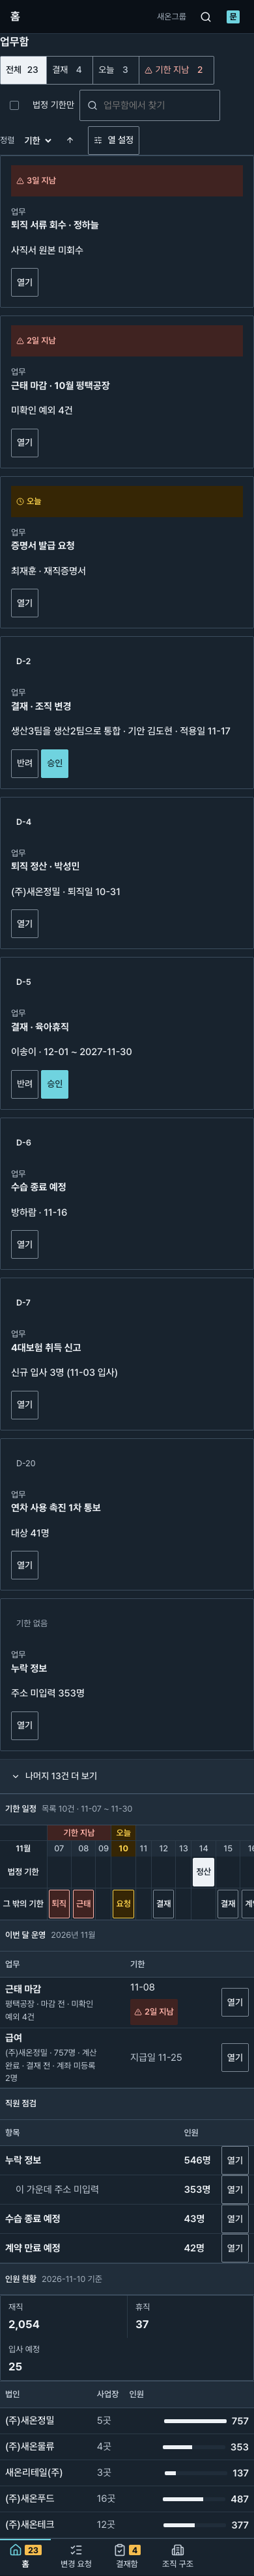 홈 새온그룹 문
업무함
전체 23 결재 4 오늘 3 기한 지남 2
법정 기한만 업무함에서 찾기
정렬 기한 열 설정
3일 지남
업무
퇴직 서류 회수 · 정하늘
사직서 원본 미회수
열기
2일 지남
업무
근태 마감 · 10월 평택공장
미확인 예외 4건
열기
오늘
업무
증명서 발급 요청
최재훈 · 재직증명서
열기
D-2
업무
결재 · 조직 변경
생산3팀을 생산2팀으로 통합 · 기안 김도현 · 적용일 11-17
반려 승인
D-4
업무
퇴직 정산 · 박성민
(주)새온정밀 · 퇴직일 10-31
열기
D-5
업무
결재 · 육아휴직
이송이 · 12-01 ~ 2027-11-30
반려 승인
D-6
업무
수습 종료 예정
방하람 · 11-16
열기
D-7
업무
4대보험 취득 신고
신규 입사 3명 (11-03 입사)
열기
D-20
업무
연차 사용 촉진 1차 통보
대상 41명
열기
기한 없음
업무
누락 정보
주소 미입력 353명
열기
나머지 13건 더 보기
기한 일정 목록 10건 · 11-07 ~ 11-30
기한 지남 오늘
11월 07 08 09 10 11 12 13 14 15 16
법정 기한 정산
그 밖의 기한 퇴직 근태 요청 결재 결재
이번 달 운영 2026년 11월
업무 기한
근태 마감 11-08
평택공장 · 마감 전 · 미확인 예외 4건 2일 지남 열기
급여
(주)새온정밀 · 757명 · 계산 완료 · 결재 전 · 계좌 미등록 2명 지급일 11-25 열기
직원 점검
항목 인원
누락 정보 546명 열기
이 가운데 주소 미입력 353명 열기
수습 종료 예정 43명 열기
계약 만료 예정 42명 열기
인원 현황 2026-11-10 기준
재직 휴직
2,054 37
입사 예정
25
법인 사업장 인원
(주)새온정밀 5곳 757
(주)새온물류 4곳 353
새온리테일(주) 3곳 137
(주)새온푸드 16곳 487
(주)새온테크 12곳 377
23 4
홈 변경 요청 결재함 조직 구조